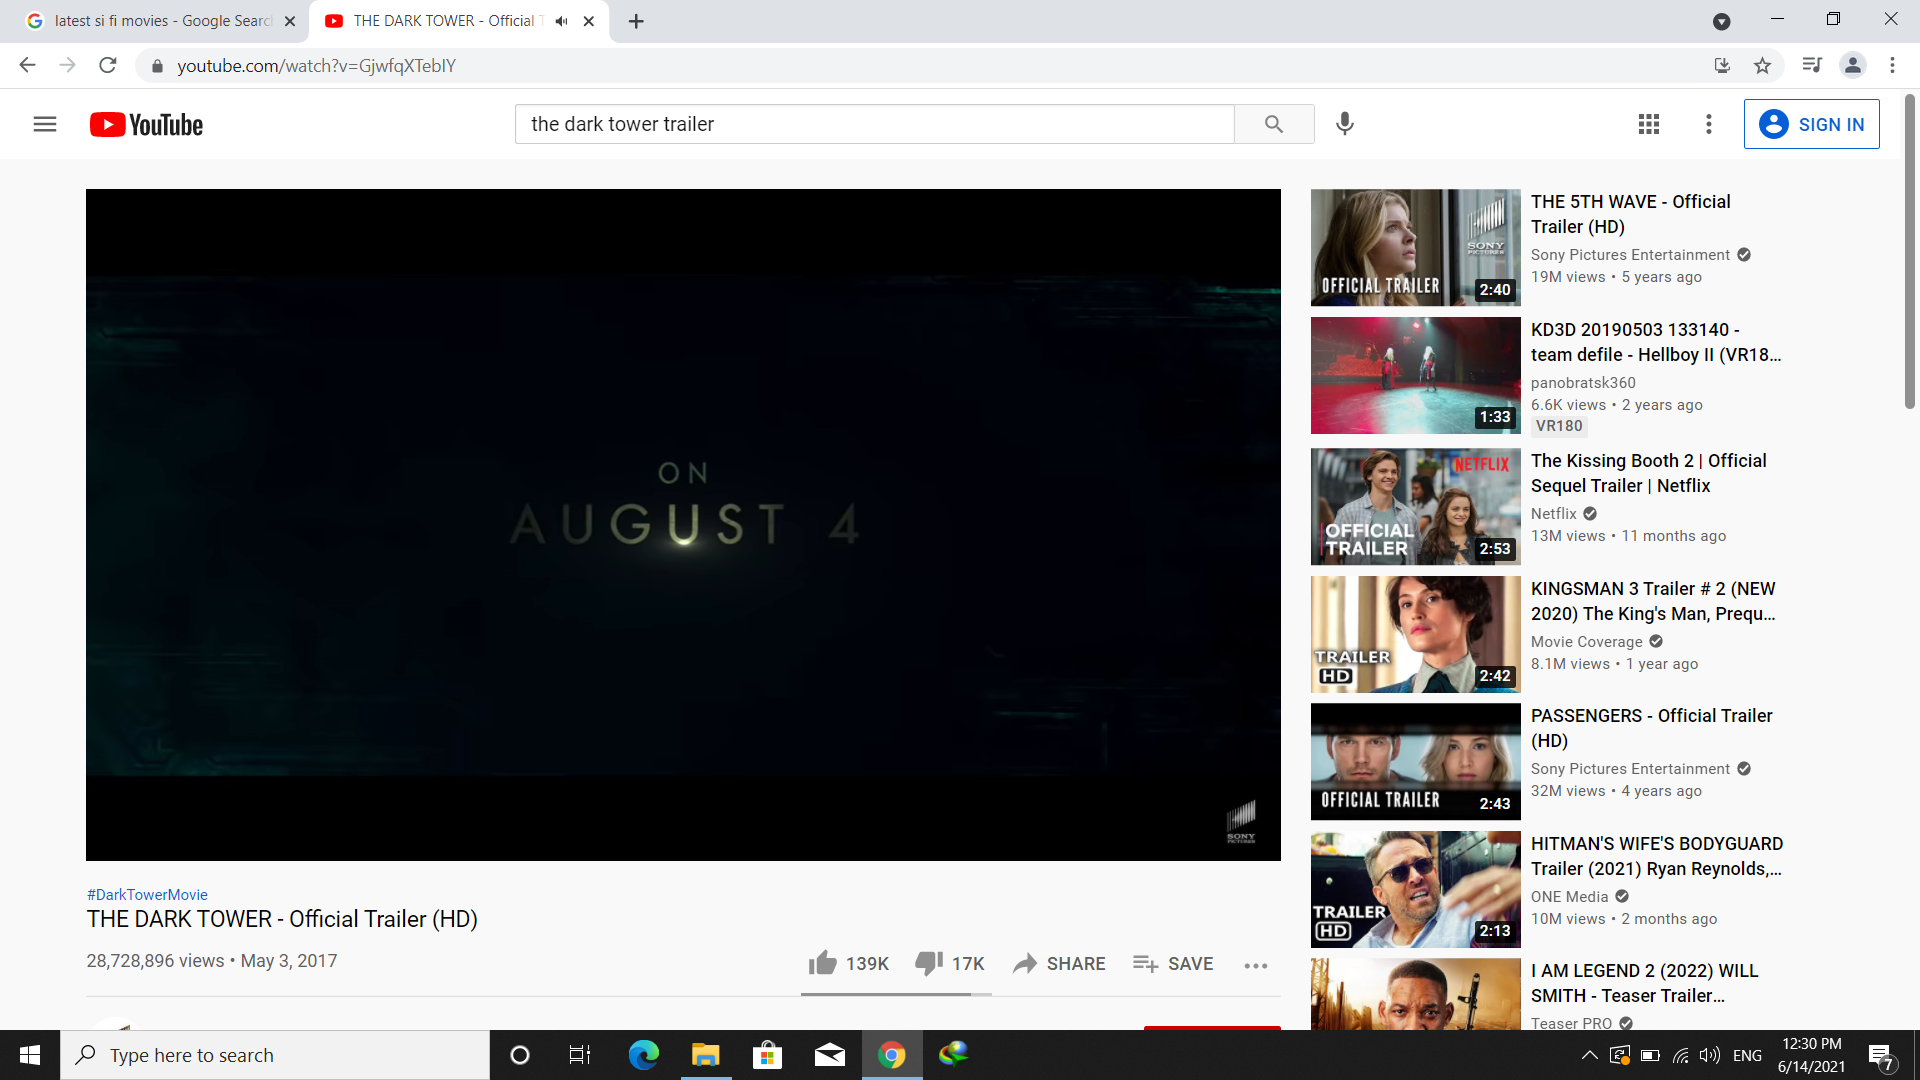 latest si fi movies - Google Searc
THE DARK TOWER - Official T
youtube.com/watch?v=GjwfqXTebIY
YouTube
the dark tower trailer
SIGN IN
ON
AUGUST 4
SONY
PICTURES
#DarkTowerMovie
THE DARK TOWER - Official Trailer (HD)
28,728,896 views • May 3, 2017
139K
17K
SHARE
SAVE
SONY
PICTURES
OFFICIAL TRAILER
2:40
THE 5TH WAVE - Official
Trailer (HD)
Sony Pictures Entertainment
19M views • 5 years ago
1:33
KD3D 20190503 133140 -
team defile - Hellboy II (VR18...
panobratsk360
6.6K views • 2 years ago
VR180
NETFLIX
OFFICIAL
TRAILER
2:53
The Kissing Booth 2 | Official
Sequel Trailer | Netflix
Netflix
13M views • 11 months ago
TRAILER
HD
2:42
KINGSMAN 3 Trailer # 2 (NEW
2020) The King's Man, Prequ...
Movie Coverage
8.1M views • 1 year ago
OFFICIAL TRAILER
2:43
PASSENGERS - Official Trailer
(HD)
Sony Pictures Entertainment
32M views • 4 years ago
TRAILER
HD
2:13
HITMAN'S WIFE'S BODYGUARD
Trailer (2021) Ryan Reynolds,...
ONE Media
10M views • 2 months ago
I AM LEGEND 2 (2022) WILL
SMITH - Teaser Trailer...
Teaser PRO
Type here to search
ENG
12:30 PM
6/14/2021
7